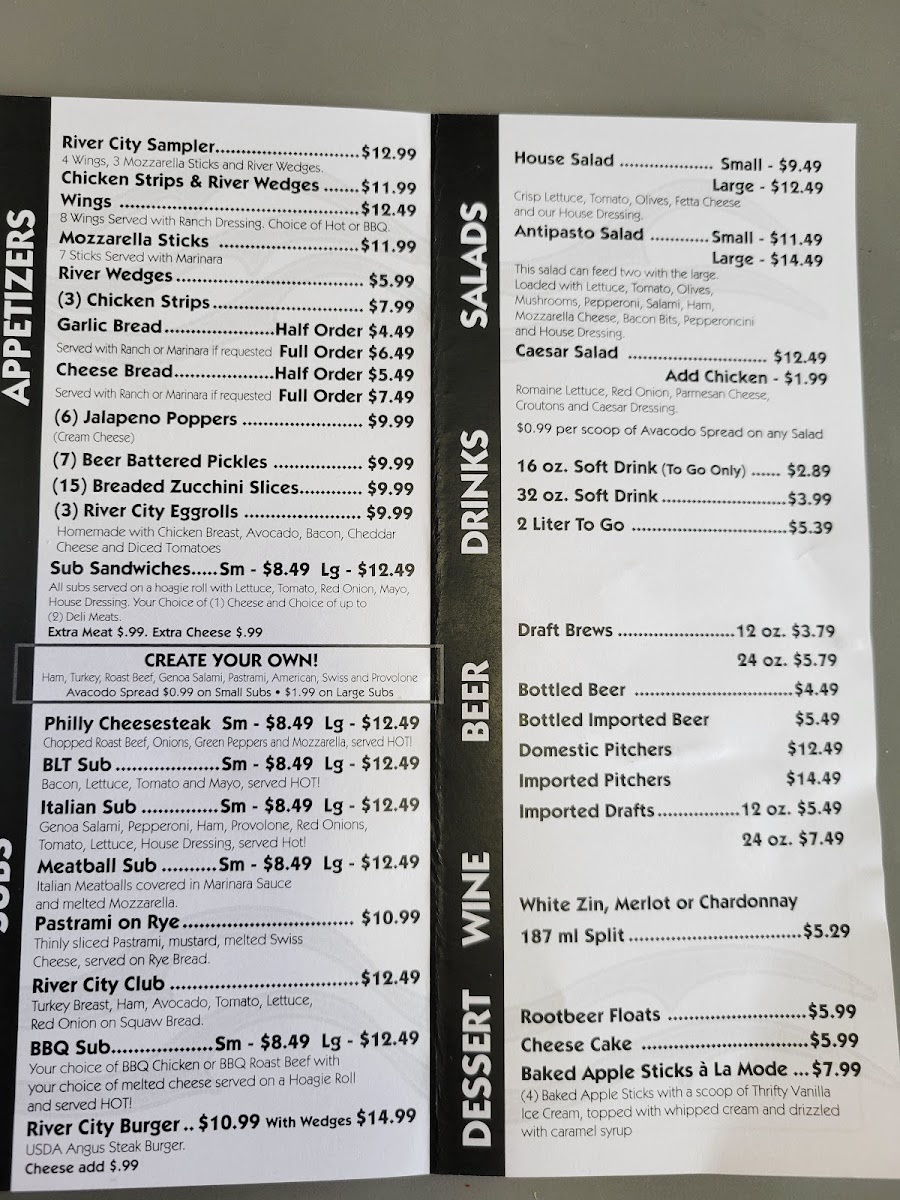 APPETIZERS
River City Sampler..............................$12.99
4 Wings, 3 Mozzarella Sticks and River Wedges.
Chicken Strips & River Wedges .......$11.99
Wings ..................................................$12.49
8 Wings Served with Ranch Dressing. Choice of Hot or BBQ.
Mozzarella Sticks ..............................$11.99
7 Sticks Served with Marinara
River Wedges........................................ $5.99
(3) Chicken Strips................................ $7.99
Garlic Bread.......................Half Order $4.49
Served with Ranch or Marinara if requested Full Order $6.49
Cheese Bread.....................Half Order $5.49
Served with Ranch or Marinara if requested Full Order $7.49
(6) Jalapeno Poppers ......................... $9.99
(Cream Cheese)
(7) Beer Battered Pickles .................. $9.99
(15) Breaded Zucchini Slices............. $9.99
(3) River City Eggrolls ........................ $9.99
Homemade with Chicken Breast, Avocado, Bacon, Cheddar
Cheese and Diced Tomatoes
SUBS
Sub Sandwiches.....Sm - $8.49 Lg - $12.49
All subs served on a hoagie roll with Lettuce, Tomato, Red Onion, Mayo,
House Dressing. Your Choice of (1) Cheese and Choice of up to
(2) Deli Meats.
Extra Meat $.99. Extra Cheese $.99
CREATE YOUR OWN!
Ham, Turkey, Roast Beef, Genoa Salami, Pastrami, American, Swiss and Provolone
Avacodo Spread $0.99 on Small Subs • $1.99 on Large Subs
Philly Cheesesteak Sm - $8.49 Lg - $12.49
Chopped Roast Beef, Onions, Green Peppers and Mozzarella, served HOT!
BLT Sub ....................Sm - $8.49 Lg - $12.49
Bacon, Lettuce, Tomato and Mayo, served HOT!
Italian Sub ...............Sm - $8.49 Lg - $12.49
Genoa Salami, Pepperoni, Ham, Provolone, Red Onions,
Tomato, Lettuce, House Dressing, served Hot!
Meatball Sub ...........Sm - $8.49 Lg - $12.49
Italian Meatballs covered in Marinara Sauce
and melted Mozzarella.
Pastrami on Rye.................................. $10.99
Thinly sliced Pastrami, mustard, melted Swiss
Cheese, served on Rye Bread.
River City Club .....................................$12.49
Turkey Breast, Ham, Avocado, Tomato, Lettuce,
Red Onion on Squaw Bread.
BBQ Sub....................Sm - $8.49 Lg - $12.49
Your choice of BBQ Chicken or BBQ Roast Beef with
your choice of melted cheese served on a Hoagie Roll
and served HOT!
River City Burger .. $10.99 With Wedges $14.99
USDA Angus Steak Burger.
Cheese add $.99
SALADS
House Salad ................... Small - $9.49
Large - $12.49
Crisp Lettuce, Tomato, Olives, Fetta Cheese
and our House Dressing.
Antipasto Salad ............Small - $11.49
Large - $14.49
This salad can feed two with the large.
Loaded with Lettuce, Tomato, Olives,
Mushrooms, Pepperoni, Salami, Ham,
Mozzarella Cheese, Bacon Bits, Pepperoncini
and House Dressing.
Caesar Salad ............................ $12.49
Add Chicken - $1.99
Romaine Lettuce, Red Onion, Parmesan Cheese,
Croutons and Caesar Dressing.
$0.99 per scoop of Avacodo Spread on any Salad
DRINKS
16 oz. Soft Drink (To Go Only) ...... $2.89
32 oz. Soft Drink..........................$3.99
2 Liter To Go ................................$5.39
BEER
Draft Brews ........................12 oz. $3.79
24 oz. $5.79
Bottled Beer ................................$4.49
Bottled Imported Beer $5.49
Domestic Pitchers $12.49
Imported Pitchers $14.49
Imported Drafts.................12 oz. $5.49
24 oz. $7.49
WINE
White Zin, Merlot or Chardonnay
187 ml Split...................................$5.29
DESSERT
Rootbeer Floats ...........................$5.99
Cheese Cake .................................$5.99
Baked Apple Sticks à La Mode ...$7.99
(4) Baked Apple Sticks with a scoop of Thrifty Vanilla
Ice Cream, topped with whipped cream and drizzled
with caramel syrup